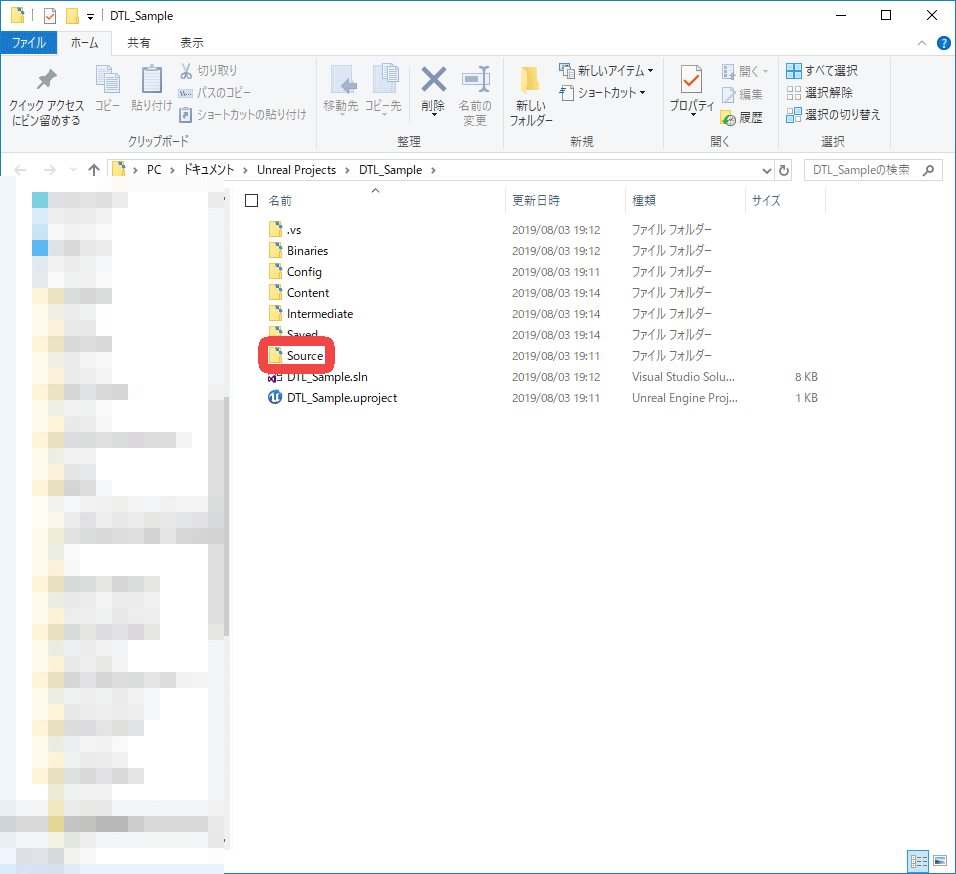 DTL_Sample
ファイル ホーム 共有 表示
クイック アクセス
にピン留めする
コピー
貼り付け
切り取り
パスのコピー
ショートカットの貼り付け
クリップボード
移動先
コピー先
削除
名前の
変更
整理
新しい
フォルダー
新しいアイテム
ショートカット
新規
プロパティ
開く
編集
履歴
開く
すべて選択
選択解除
選択の切り替え
選択
PC ドキュメント Unreal Projects DTL_Sample
DTL_Sampleの検索
名前 更新日時 種類 サイズ
.vs 2019/08/03 19:12 ファイル フォルダー
Binaries 2019/08/03 19:12 ファイル フォルダー
Config 2019/08/03 19:11 ファイル フォルダー
Content 2019/08/03 19:14 ファイル フォルダー
Intermediate 2019/08/03 19:14 ファイル フォルダー
Saved 2019/08/03 19:14 ファイル フォルダー
Source 2019/08/03 19:11 ファイル フォルダー
DTL_Sample.sln 2019/08/03 19:12 Visual Studio Solu... 8 KB
DTL_Sample.uproject 2019/08/03 19:11 Unreal Engine Proj... 1 KB